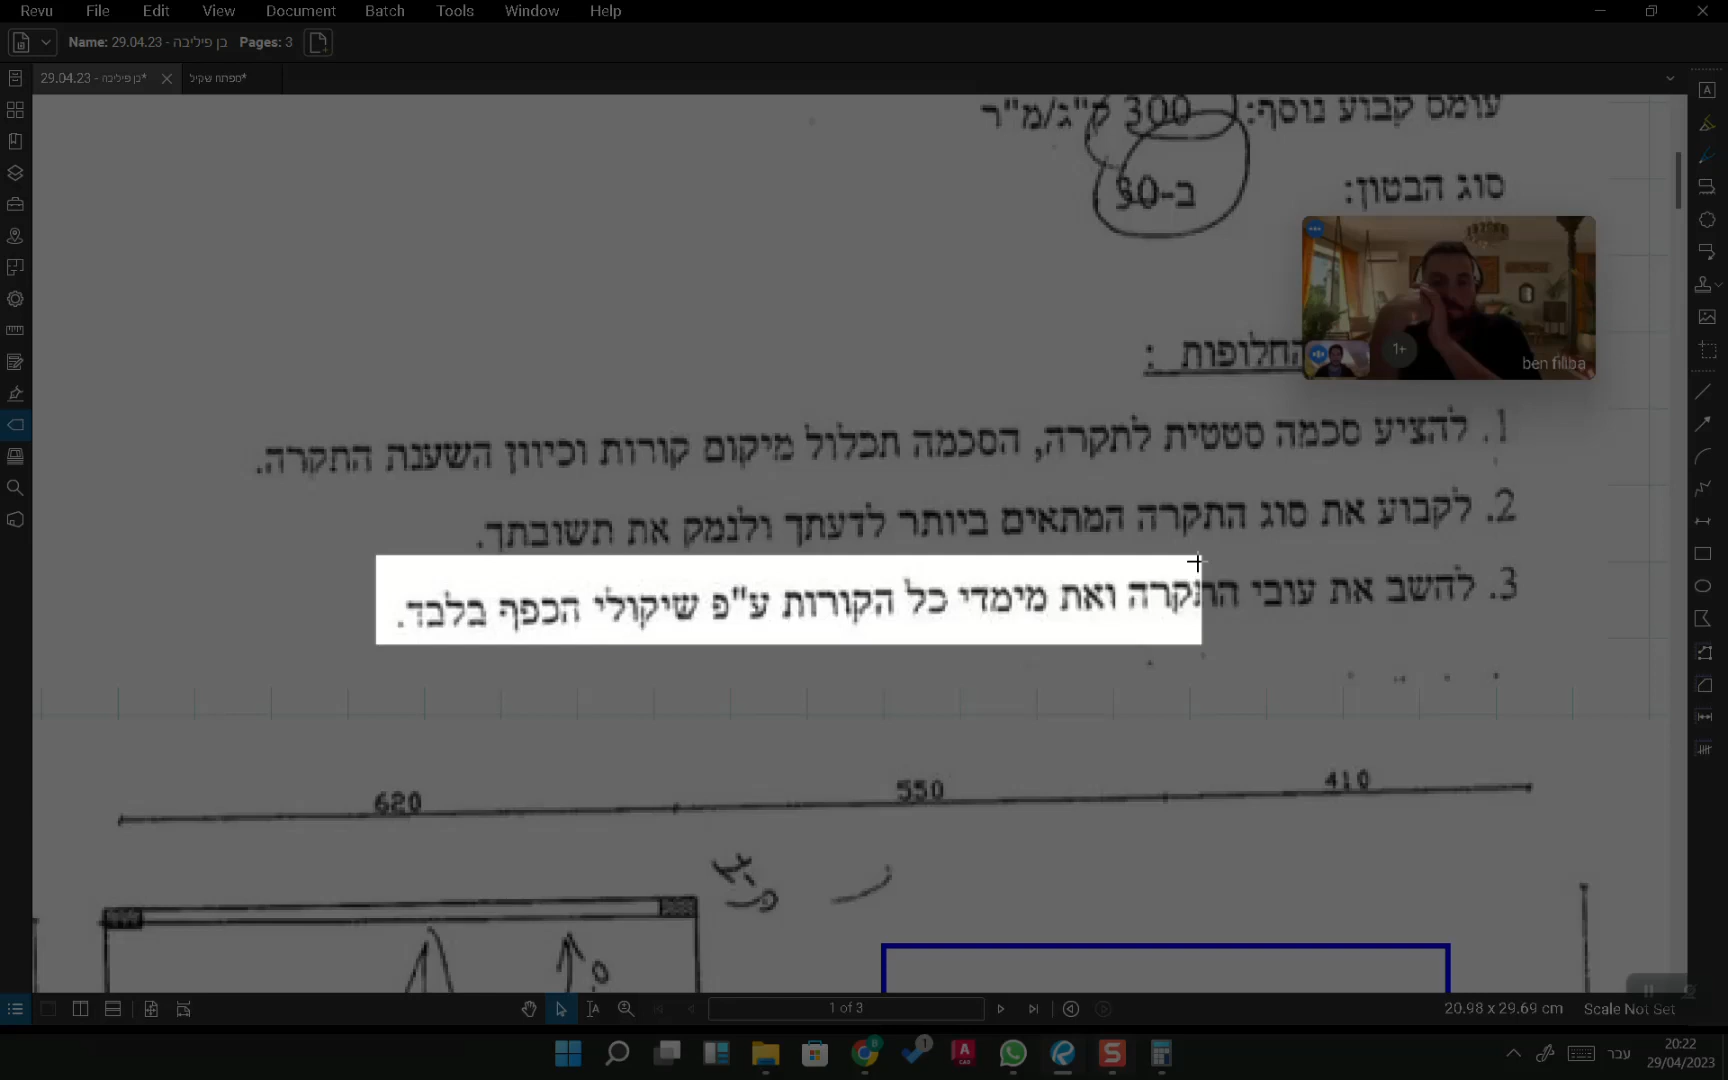 Revu File Edit View Document Batch Tools Window Help
Name: 29.04.23 - בן פיליבה Pages: 3
29.04.23 - בן פיליבה* מפתח שקיל*
עומס קבוע נוסף: 300 ק"ג/מ"ר
סוג הבטון: ב-30
החלופות :
ben filiba
1+
1. להציע סכמה סטטית לתקרה, הסכמה תכלול מיקום קורות וכיוון השענת התקרה.
2. לקבוע את סוג התקרה המתאים ביותר לדעתך ולנמק את תשובתך.
3. להשב את עובי התקרה ואת מימדי כל הקורות ע"פ שיקולי הכפף בלבד.
620 550 410
1 of 3
20.98 x 29.69 cm Scale Not Set
עבר 20:22
29/04/2023